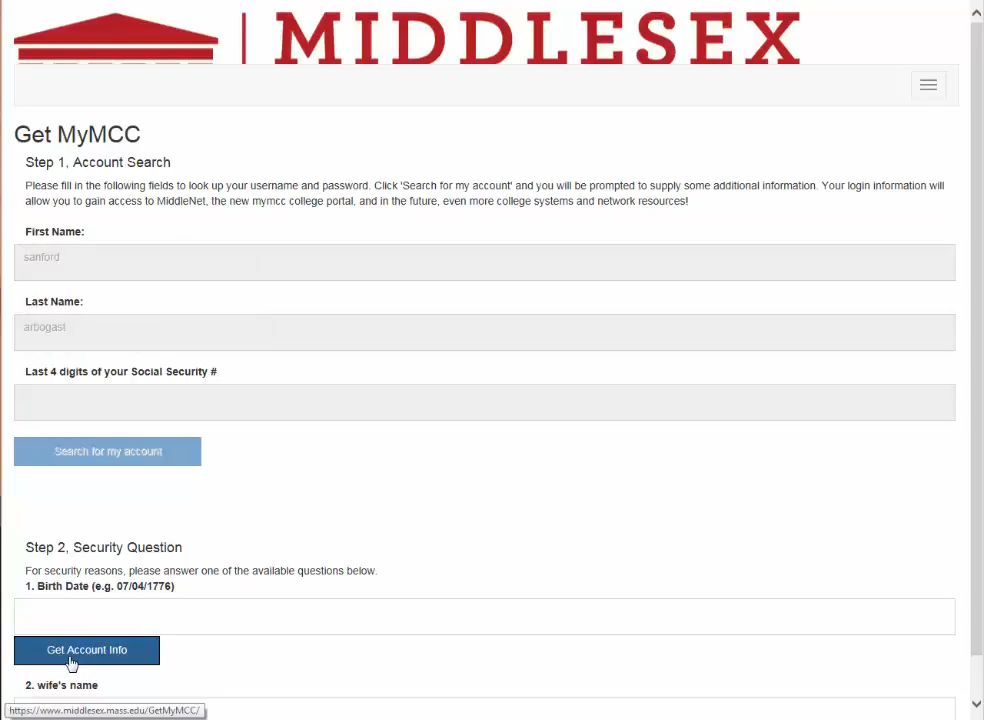 MIDDLESEX
Get MyMCC
Step 1, Account Search
Please fill in the following fields to look up your username and password. Click 'Search for my account' and you will be prompted to supply some additional information. Your login information will
allow you to gain access to MiddleNet, the new mymcc college portal, and in the future, even more college systems and network resources!
First Name:
sanford
Last Name:
arbogast
Last 4 digits of your Social Security #
Search for my account
Step 2, Security Question
For security reasons, please answer one of the available questions below.
1. Birth Date (e.g. 07/04/1776)
Get Account Info
2. wife's name
https://www.middlesex.mass.edu/GetMyMCC/